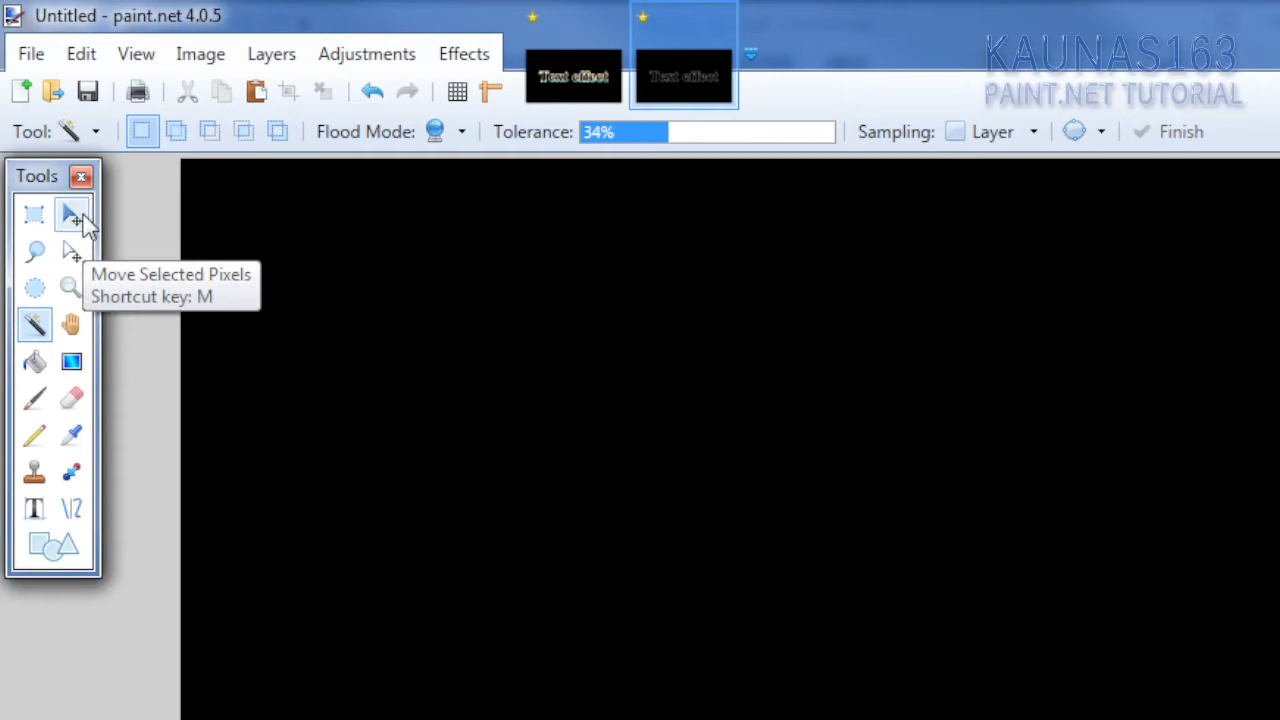 Untitled - paint.net 4.0.5
File Edit View Image Layers Adjustments Effects
Text effect
Text effect
KAUNAS163
PAINT.NET TUTORIAL
Tool: Flood Mode: Tolerance: 34% Sampling: Layer Finish
Tools
Move Selected Pixels
Shortcut key: M